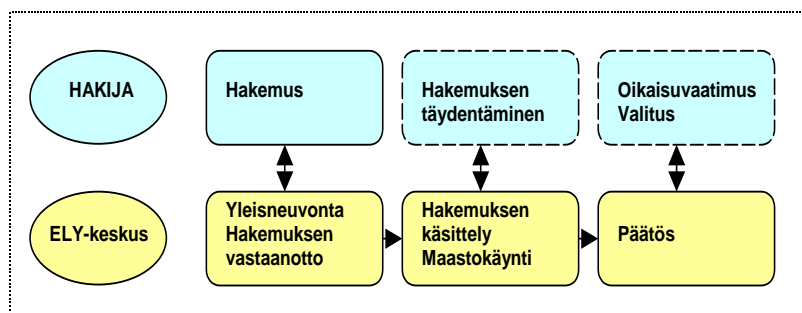 HAKIJA
Hakemus
Hakemuksen
täydentäminen
Oikaisuvaatimus
Valitus
ELY-keskus
Yleisneuvonta
Hakemuksen
vastaanotto
Hakemuksen
käsittely
Maastokäynti
Päätös